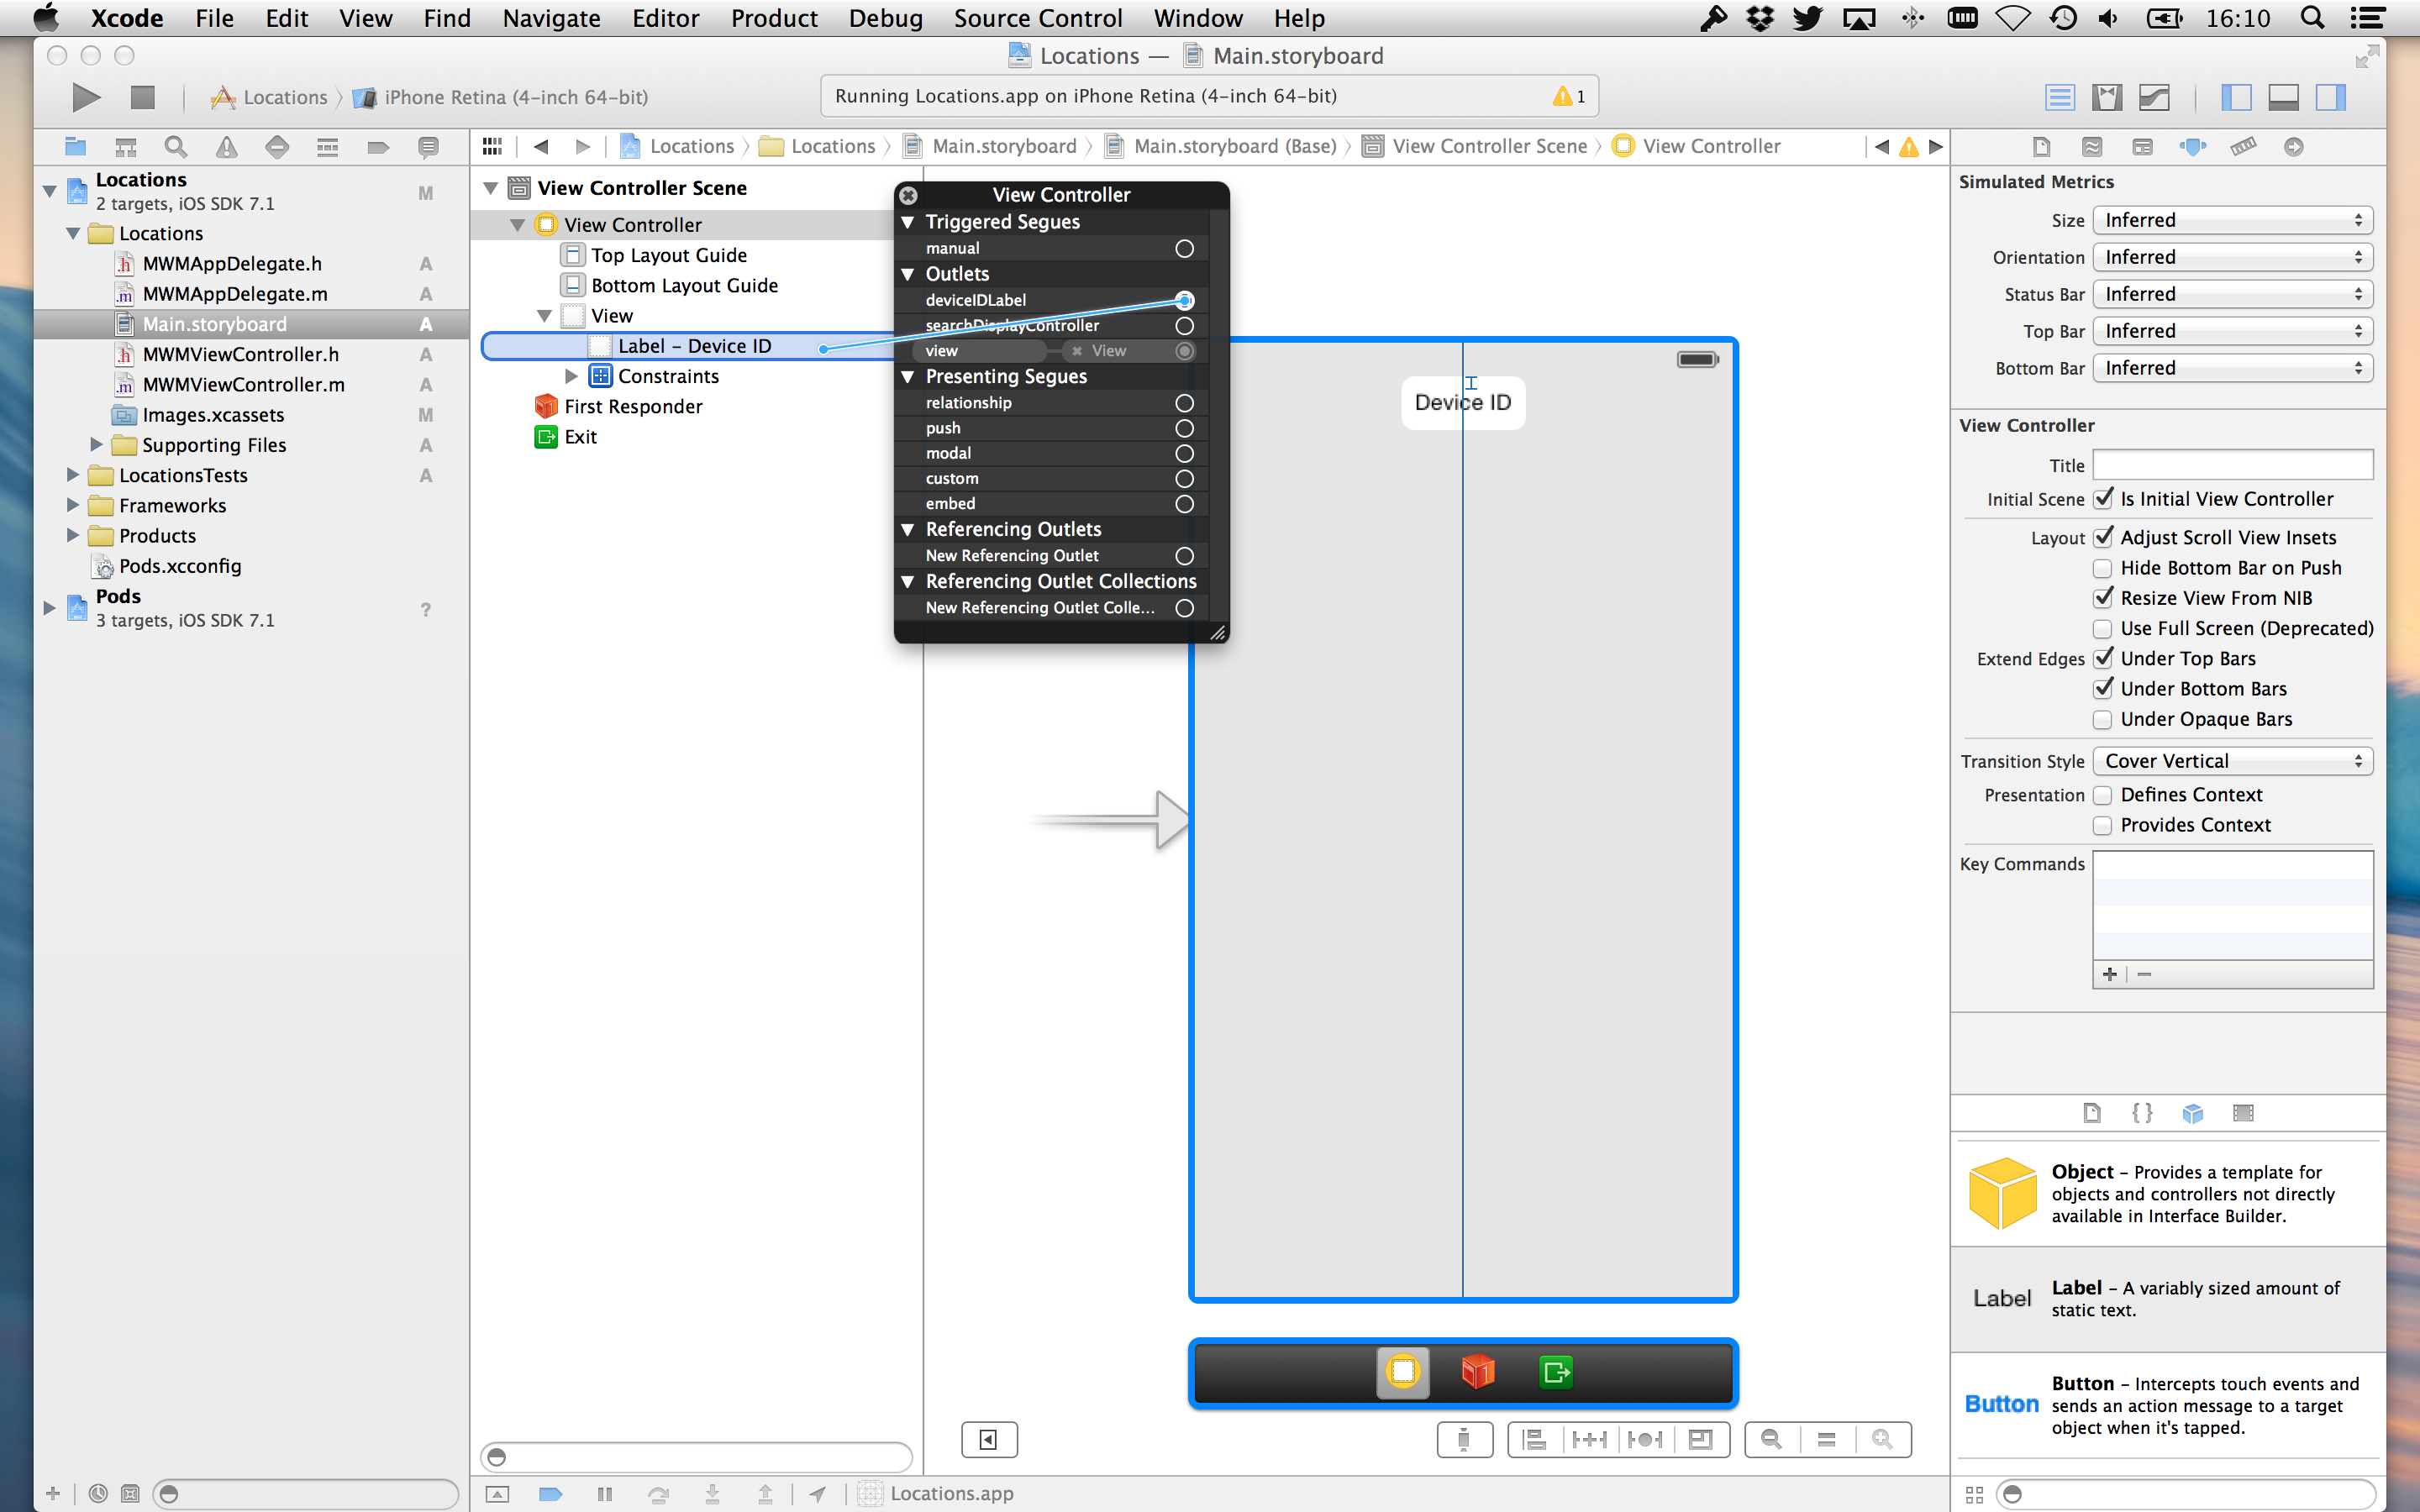 Xcode File Edit View Find Navigate Editor Product Debug Source Control Window Help 16:10
Locations — Main.storyboard
Locations iPhone Retina (4-inch 64-bit)
Running Locations.app on iPhone Retina (4-inch 64-bit) 1
Locations Locations Main.storyboard Main.storyboard (Base) View Controller Scene View Controller
Locations
2 targets, iOS SDK 7.1 M
Locations
MWMAppDelegate.h A
MWMAppDelegate.m A
Main.storyboard A
MWMViewController.h A
MWMViewController.m A
Images.xcassets M
Supporting Files A
LocationsTests A
Frameworks
Products
Pods.xcconfig
Pods
3 targets, iOS SDK 7.1 ?
View Controller Scene
View Controller
Top Layout Guide
Bottom Layout Guide
View
Label – Device ID
Constraints
First Responder
Exit
View Controller
Triggered Segues
manual
Outlets
deviceIDLabel
searchDisplayController
view View
Presenting Segues
relationship
push
modal
custom
embed
Referencing Outlets
New Referencing Outlet
Referencing Outlet Collections
New Referencing Outlet Colle...
Device ID
Simulated Metrics
Size Inferred
Orientation Inferred
Status Bar Inferred
Top Bar Inferred
Bottom Bar Inferred
View Controller
Title
Initial Scene Is Initial View Controller
Layout Adjust Scroll View Insets
Hide Bottom Bar on Push
Resize View From NIB
Use Full Screen (Deprecated)
Extend Edges Under Top Bars
Under Bottom Bars
Under Opaque Bars
Transition Style Cover Vertical
Presentation Defines Context
Provides Context
Key Commands
Object – Provides a template for
objects and controllers not directly
available in Interface Builder.
Label
Label – A variably sized amount of
static text.
Button
Button – Intercepts touch events and
sends an action message to a target
object when it's tapped.
Locations.app